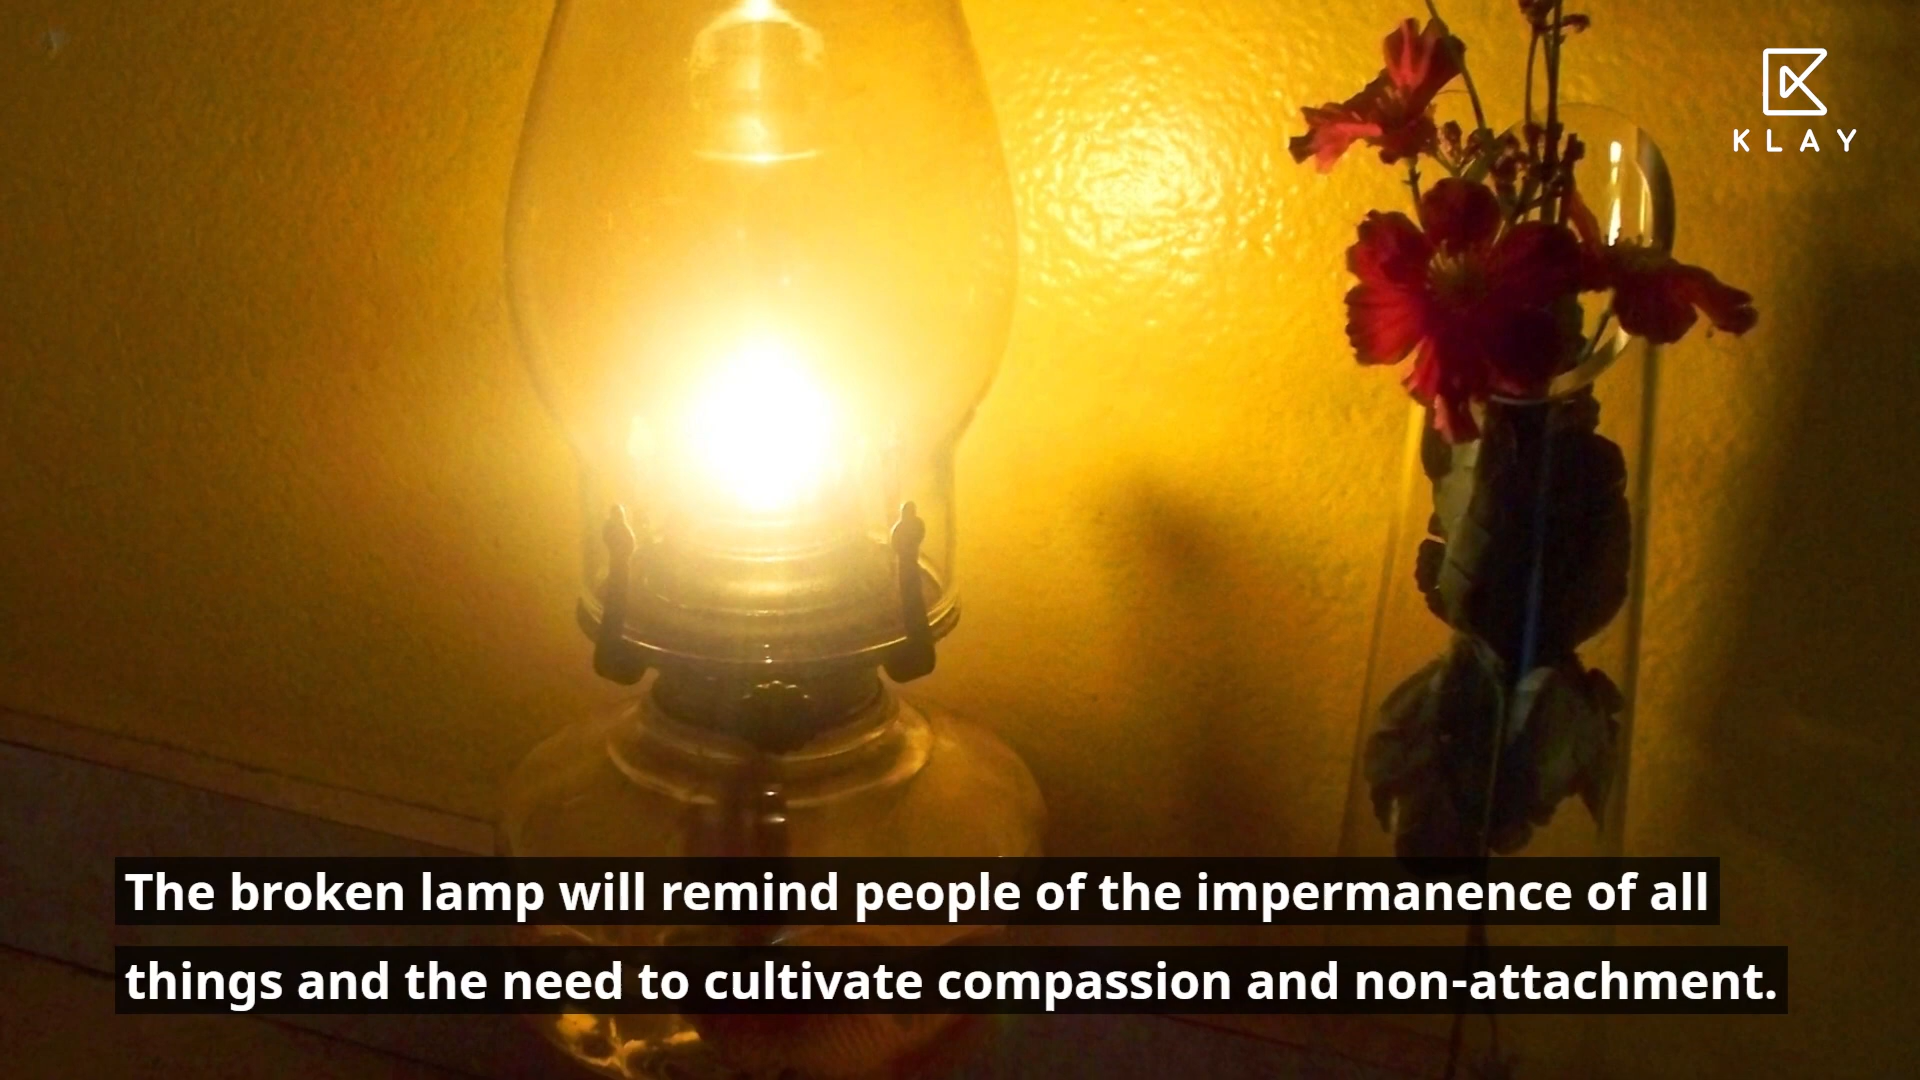 KLAY
The broken lamp will remind people of the impermanence of all
things and the need to cultivate compassion and non-attachment.